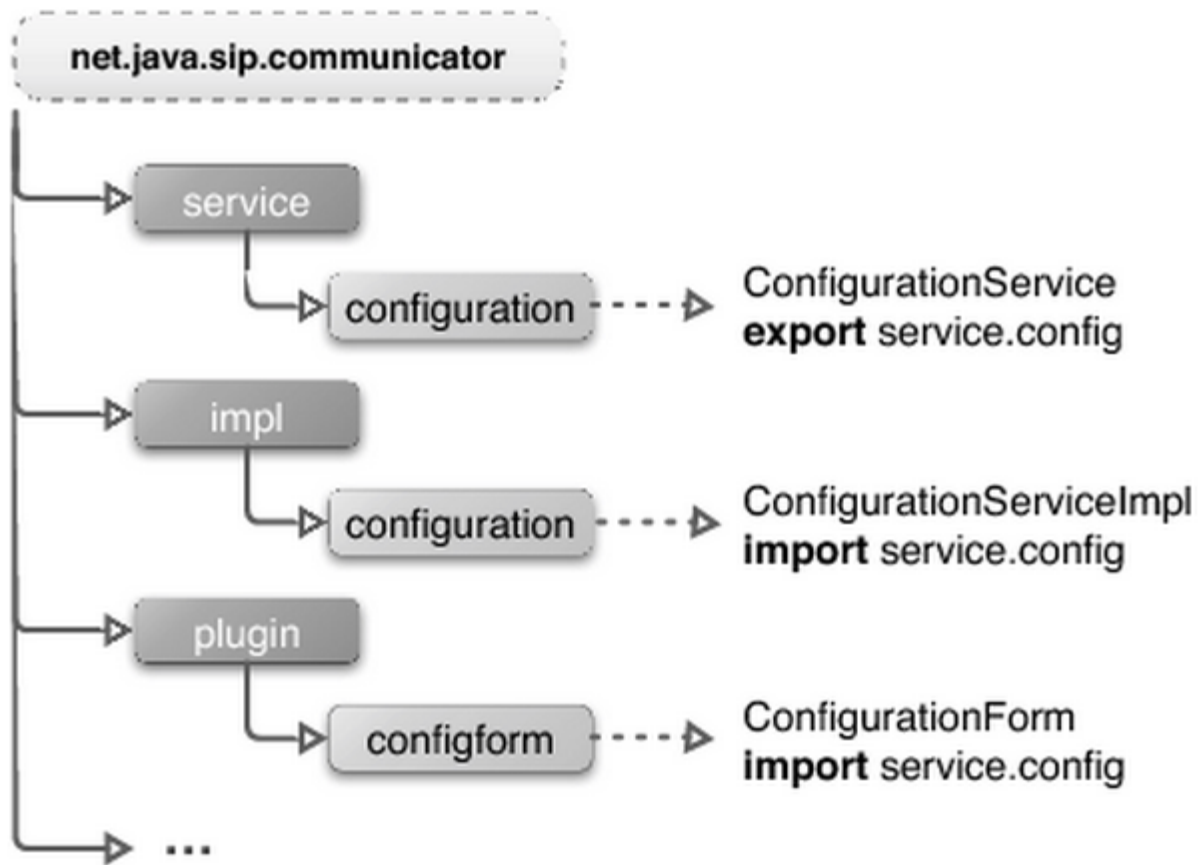 net.java.sip.communicator
service
configuration
ConfigurationService
export service.config
impl
configuration
ConfigurationServiceImpl
import service.config
plugin
configform
ConfigurationForm
import service.config
...